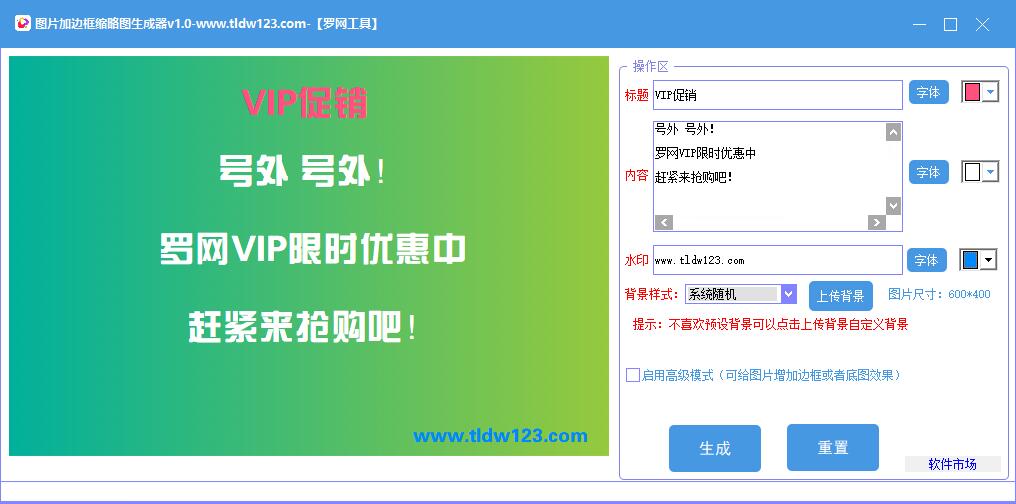 图片加边框缩略图生成器v1.0-www.tldw123.com-【罗网工具】
VIP促销
号外 号外！
罗网VIP限时优惠中
赶紧来抢购吧！
www.tldw123.com
操作区
标题 VIP促销 字体
内容 号外 号外！
罗网VIP限时优惠中
赶紧来抢购吧！
字体
水印 www.tldw123.com 字体
背景样式： 系统随机 上传背景 图片尺寸：600*400
提示：不喜欢预设背景可以点击上传背景自定义背景
启用高级模式（可给图片增加边框或者底图效果）
生成 重置
软件市场